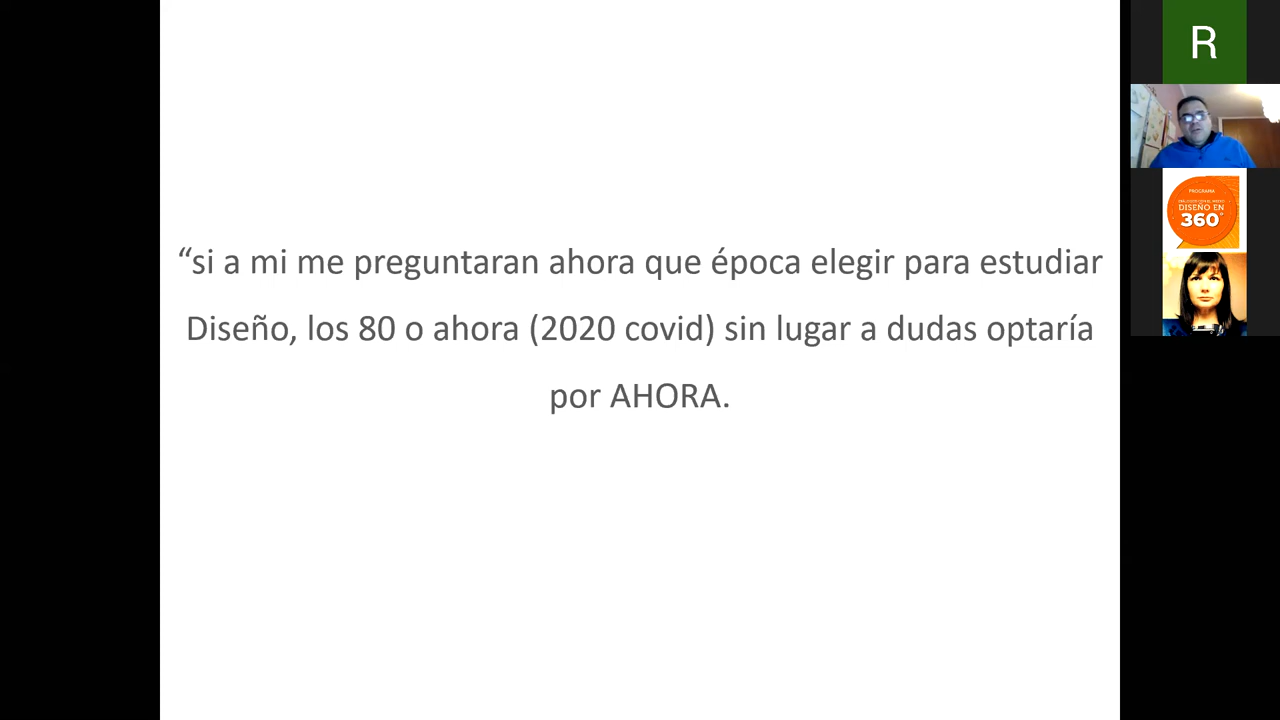 “si a mi me preguntaran ahora que época elegir para estudiar
Diseño, los 80 o ahora (2020 covid) sin lugar a dudas optaría
por AHORA.
R
PROGRAMA
DISEÑO EN
360°